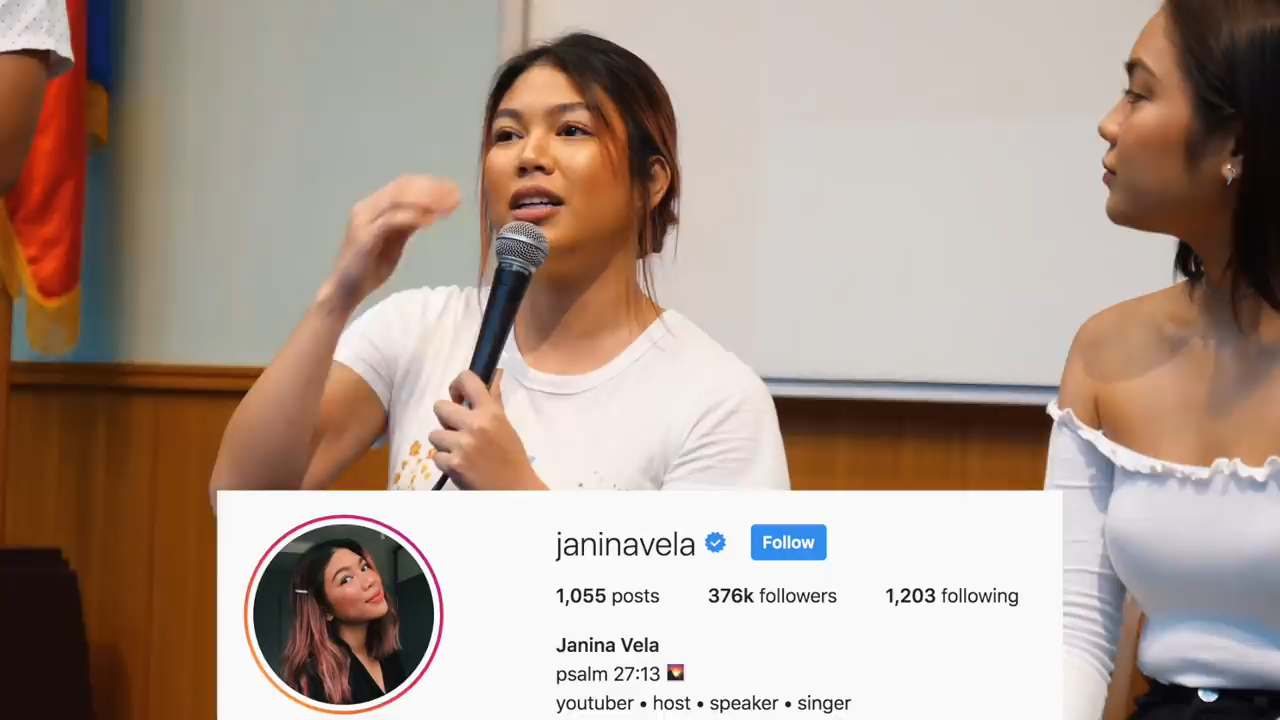 janinavela Follow
1,055 posts 376k followers 1,203 following
Janina Vela
psalm 27:13 🌄
youtuber • host • speaker • singer